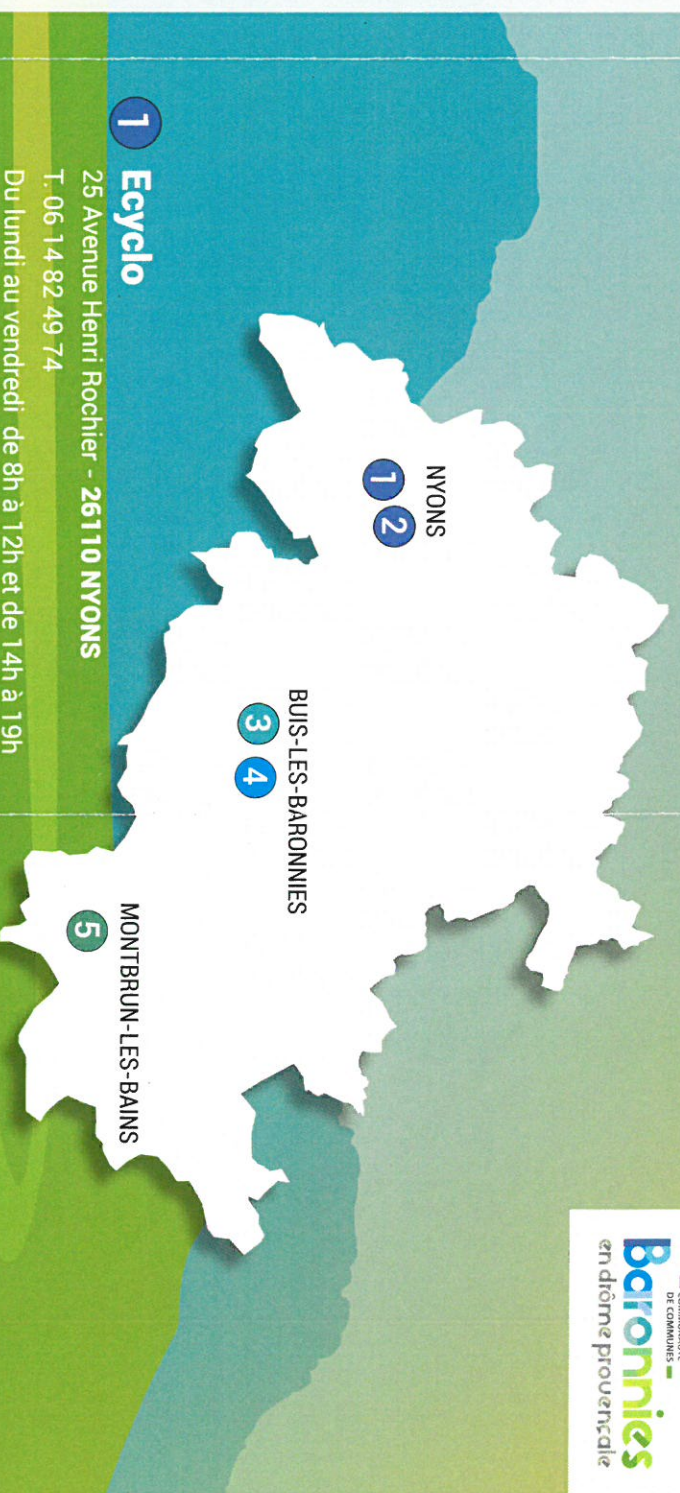 COMMUNAUTÉ
DE COMMUNES
baronnies
en drôme provençale
NYONS
1 2
BUIS-LES-BARONNIES
3 4
MONTBRUN-LES-BAINS
5
1 Ecyclo
25 Avenue Henri Rochier - 26110 NYONS
T. 06 14 82 49 74
Du lundi au vendredi de 8h à 12h et de 14h à 19h